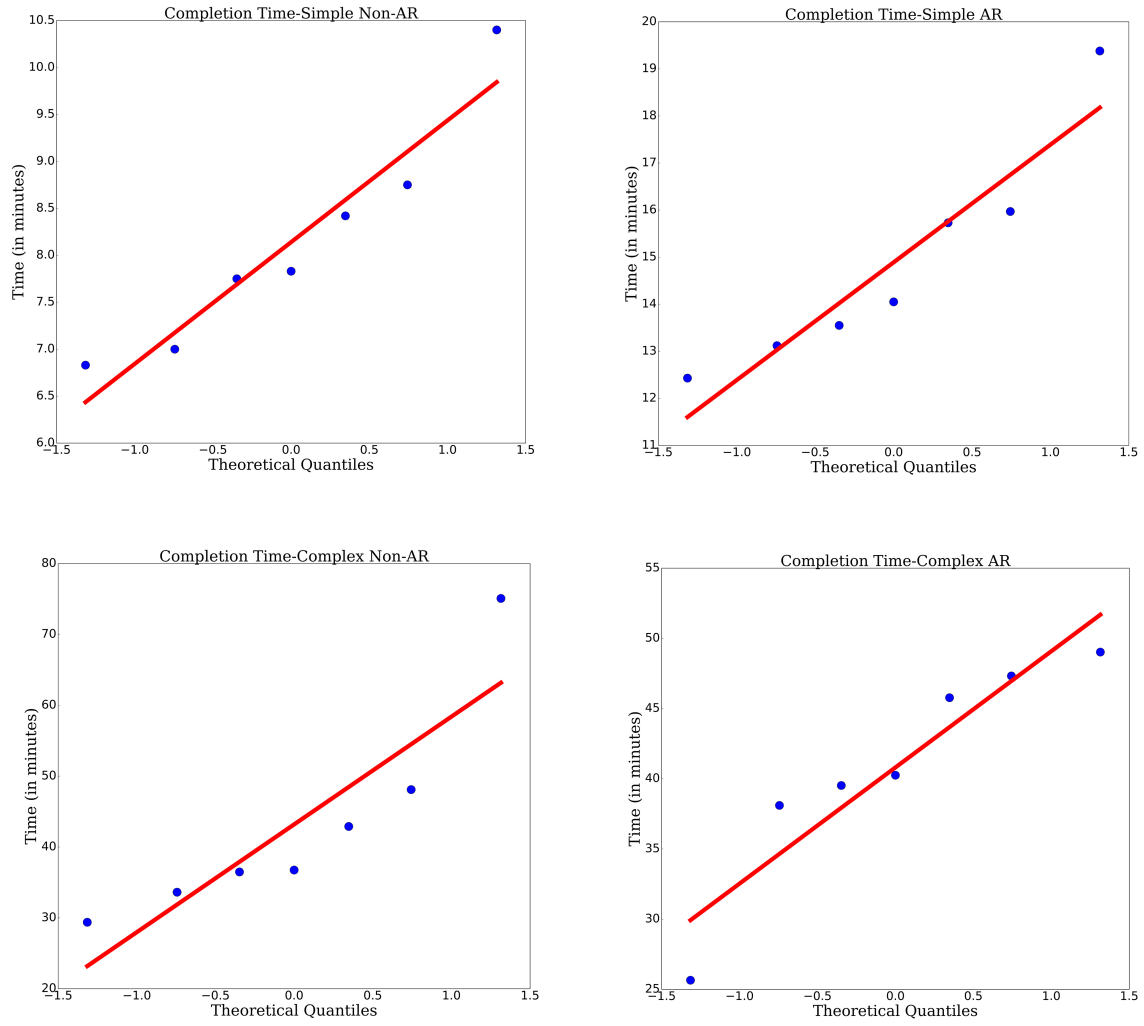 Completion Time-Simple Non-AR
10.5
10.0
9.5
9.0
8.5
8.0
7.5
7.0
6.5
6.0
Time (in minutes)
−1.5 −1.0 −0.5 0.0 0.5 1.0 1.5
Theoretical Quantiles
Completion Time-Simple AR
20
19
18
17
16
15
14
13
12
11
Time (in minutes)
−1.5 −1.0 −0.5 0.0 0.5 1.0 1.5
Theoretical Quantiles
Completion Time-Complex Non-AR
80
70
60
50
40
30
20
Time (in minutes)
−1.5 −1.0 −0.5 0.0 0.5 1.0 1.5
Theoretical Quantiles
Completion Time-Complex AR
55
50
45
40
35
30
25
Time (in minutes)
−1.5 −1.0 −0.5 0.0 0.5 1.0 1.5
Theoretical Quantiles